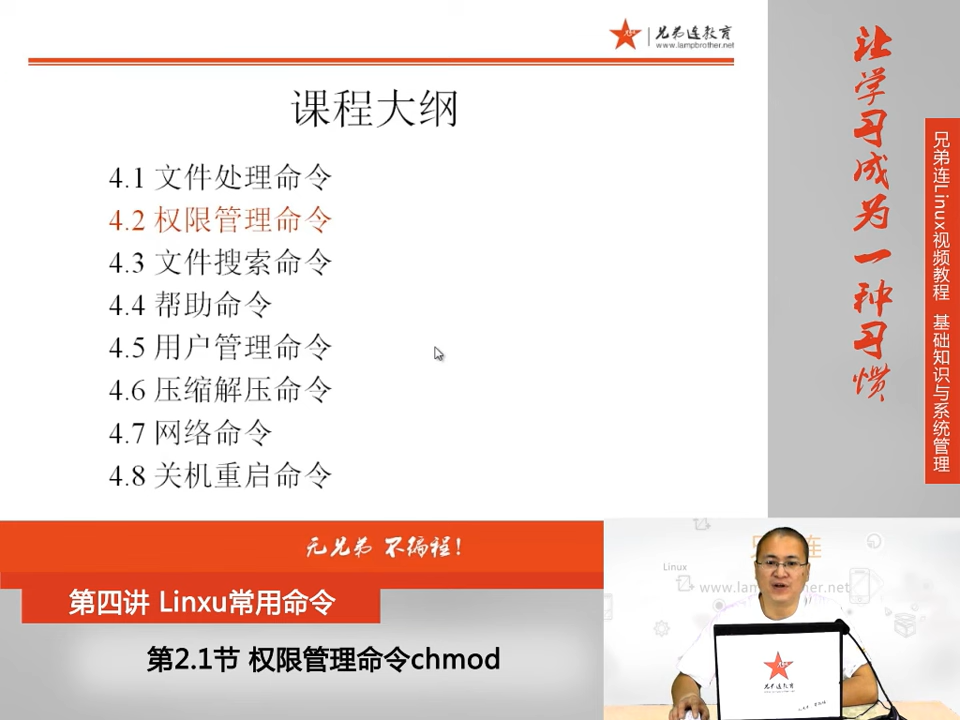 兄弟连教育
www.lampbrother.net
课程大纲
4.1 文件处理命令
4.2 权限管理命令
4.3 文件搜索命令
4.4 帮助命令
4.5 用户管理命令
4.6 压缩解压命令
4.7 网络命令
4.8 关机重启命令
让学习成为一种习惯
兄弟连Linux视频教程 基础知识与系统管理
无兄弟 不编程!
第四讲 Linxu常用命令
第2.1节 权限管理命令chmod
Linux
兄弟连教育